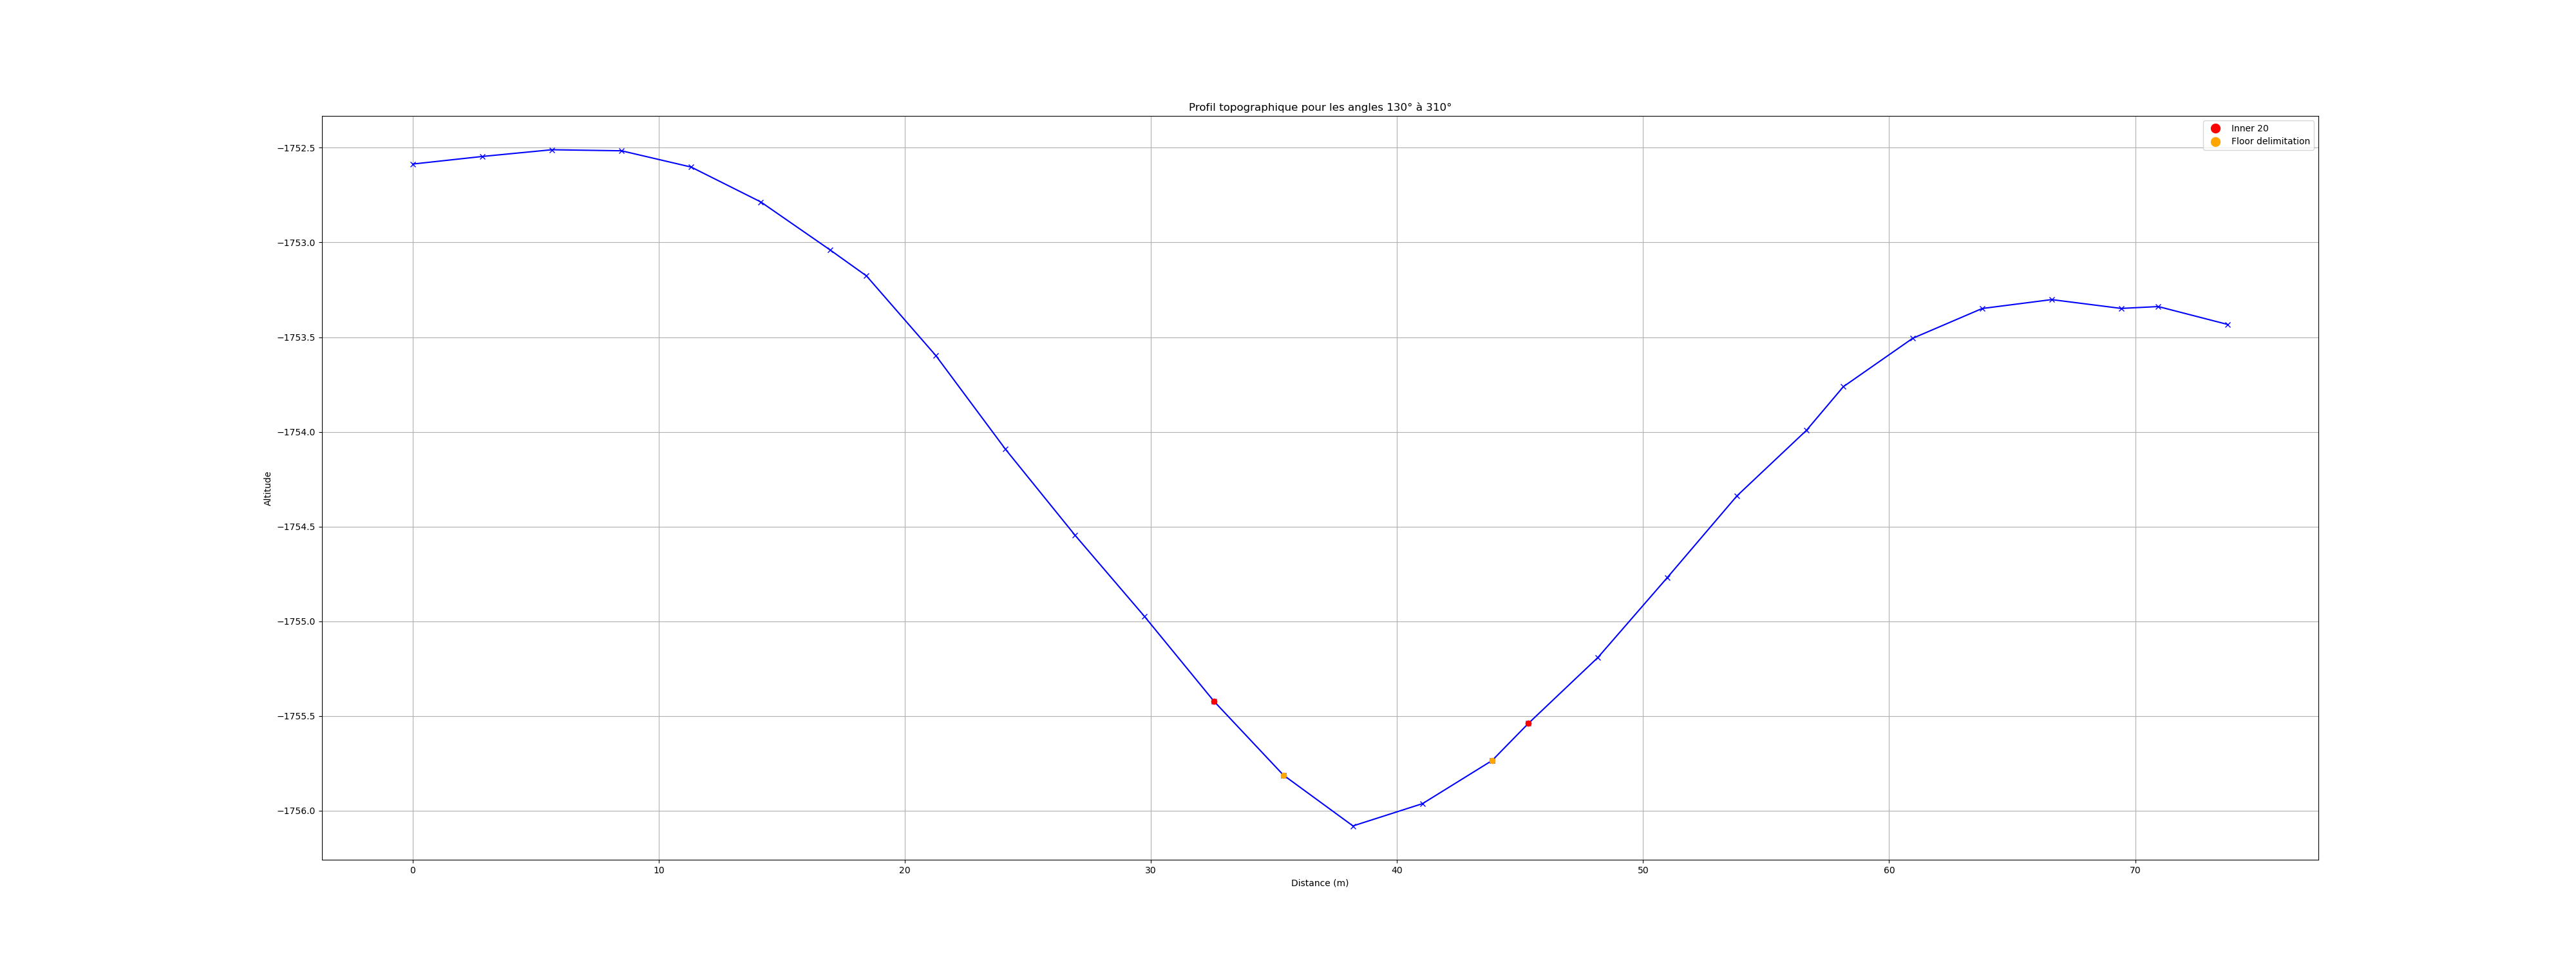 Profil topographique pour les angles 130° à 310°
Inner 20
Floor delimitation
−1752.5
−1753.0
−1753.5
−1754.0
−1754.5
−1755.0
−1755.5
−1756.0
Altitude
0 10 20 30 40 50 60 70
Distance (m)